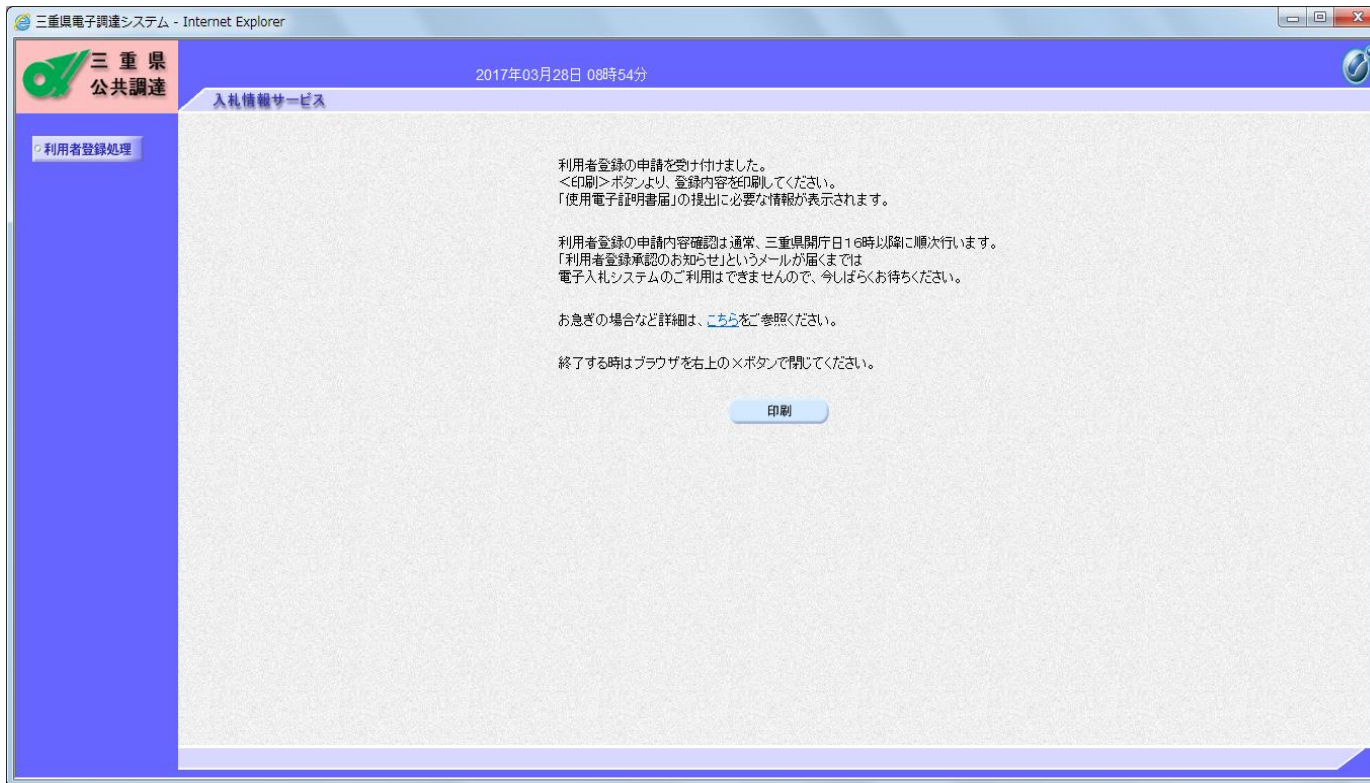 三重県電子調達システム - Internet Explorer
三重県
公共調達
2017年03月28日 08時54分
入札情報サービス
利用者登録処理
利用者登録の申請を受け付けました。
<印刷>ボタンより、登録内容を印刷してください。
「使用電子証明書届」の提出に必要な情報が表示されます。
利用者登録の申請内容確認は通常、三重県開庁日16時以降に順次行います。
「利用者登録承認のお知らせ」というメールが届くまでは
電子入札システムのご利用はできませんので、今しばらくお待ちください。
お急ぎの場合など詳細は、こちらをご参照ください。
終了する時はブラウザを右上の×ボタンで閉じてください。
印刷